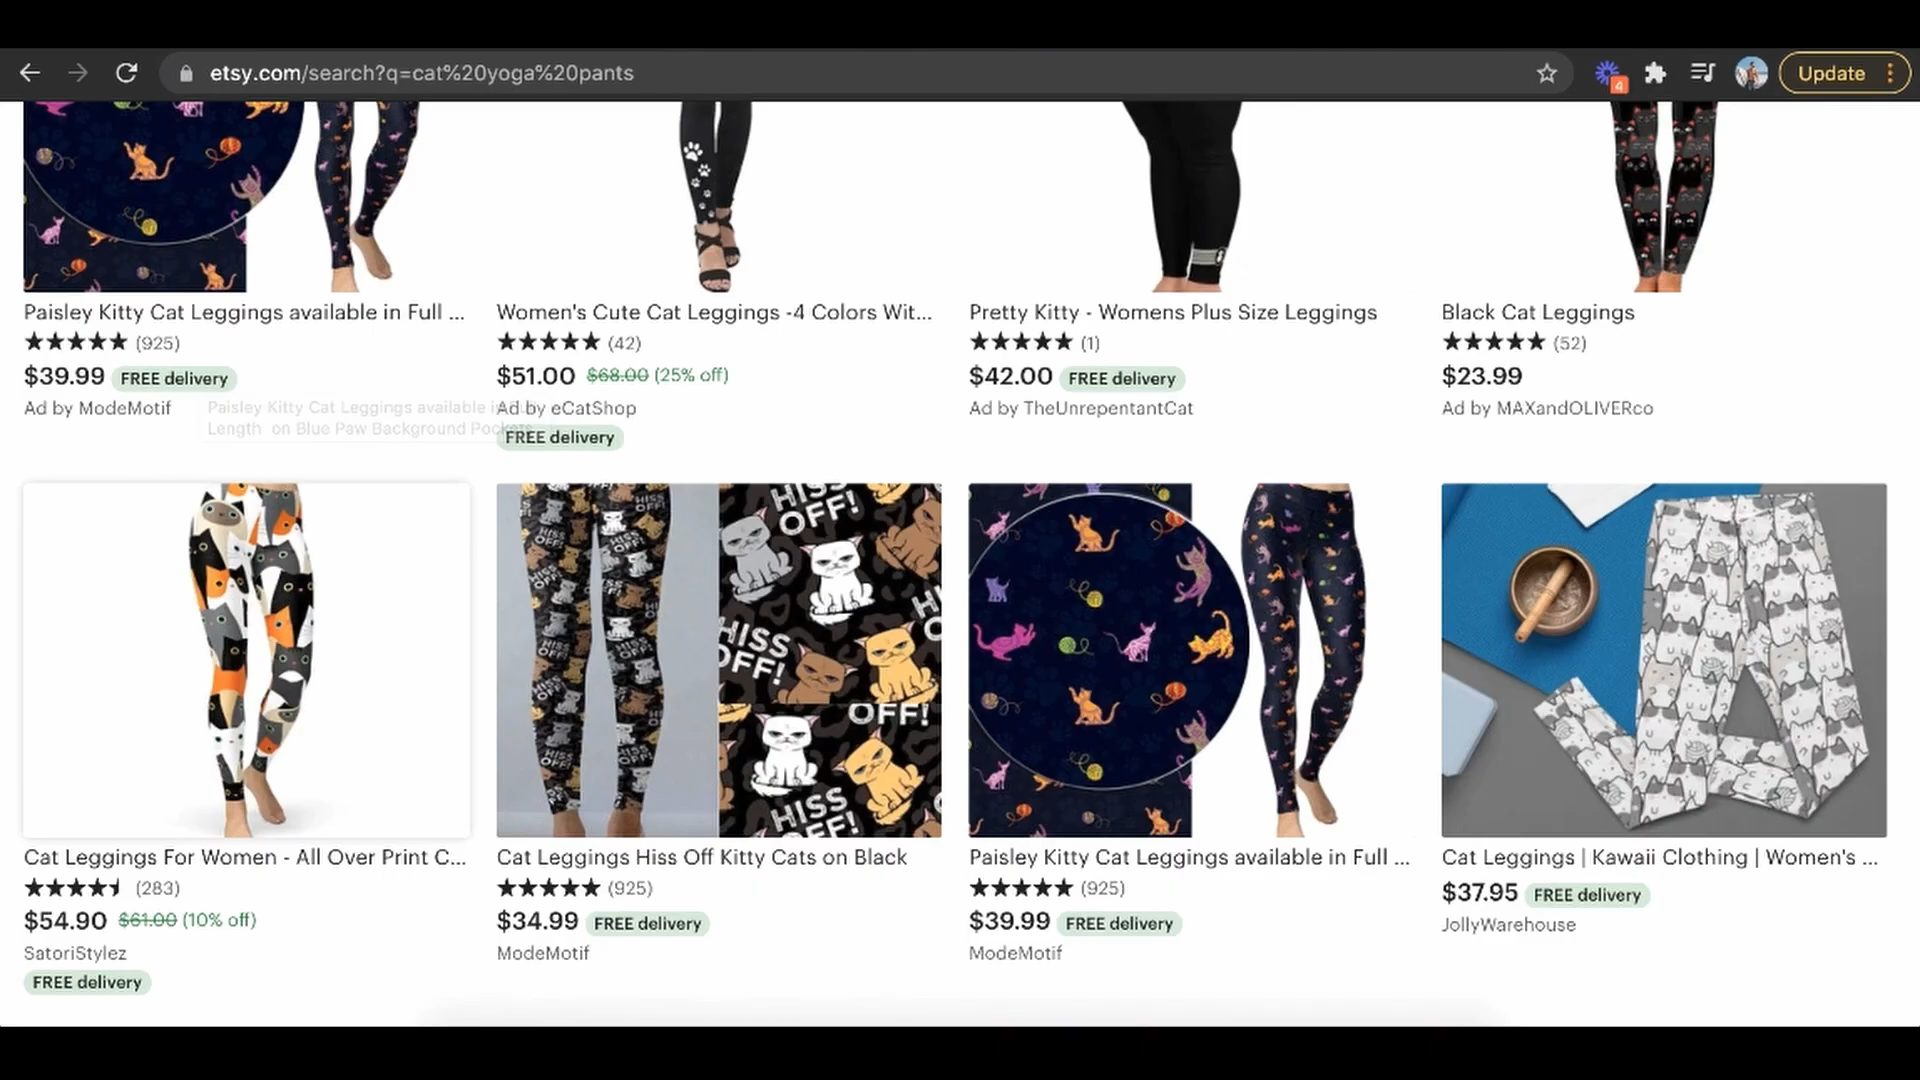 etsy.com/search?q=cat%20yoga%20pants
4
Update
Paisley Kitty Cat Leggings available in Full ...
★★★★★ (925)
$39.99 FREE delivery
Ad by ModeMotif
Paisley Kitty Cat Leggings available in
Length on Blue Paw Background Pockets
Women's Cute Cat Leggings -4 Colors Wit...
★★★★★ (42)
$51.00 $68.00 (25% off)
Ad by eCatShop
FREE delivery
Pretty Kitty - Womens Plus Size Leggings
★★★★★ (1)
$42.00 FREE delivery
Ad by TheUnrepentantCat
Black Cat Leggings
★★★★★ (52)
$23.99
Ad by MAXandOLIVERco
HISS OFF!
HISS
OFF!
OFF!
HISS
Cat Leggings For Women - All Over Print C...
(283)
$54.90 $61.00 (10% off)
SatoriStylez
FREE delivery
Cat Leggings Hiss Off Kitty Cats on Black
★★★★★ (925)
$34.99 FREE delivery
ModeMotif
Paisley Kitty Cat Leggings available in Full ...
★★★★★ (925)
$39.99 FREE delivery
ModeMotif
Cat Leggings | Kawaii Clothing | Women's ...
$37.95 FREE delivery
JollyWarehouse